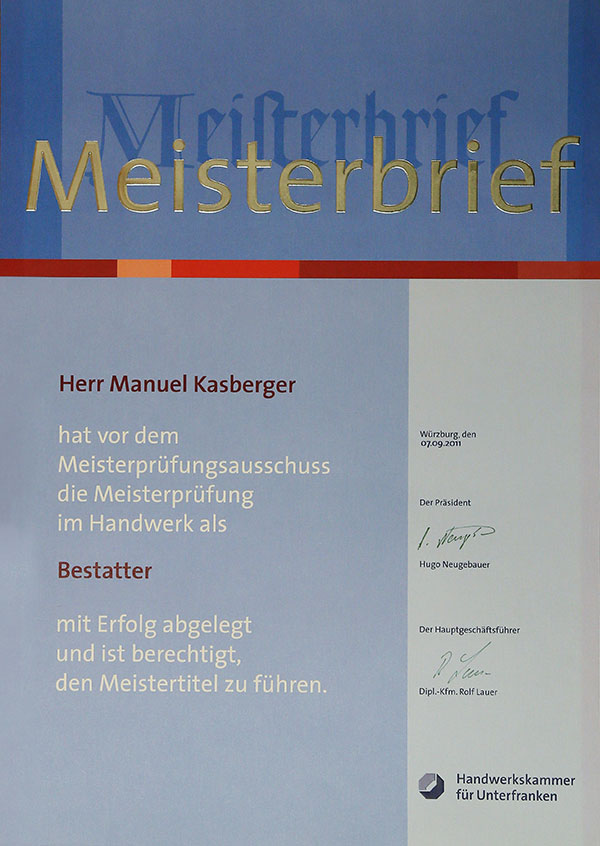 Meisterbrief
Meisterbrief
Herr Manuel Kasberger
hat vor dem
Meisterprüfungsausschuss
die Meisterprüfung
im Handwerk als
Bestatter
mit Erfolg abgelegt
und ist berechtigt,
den Meistertitel zu führen.
Würzburg, den
07.09.2011
Der Präsident
Hugo Neugebauer
Der Hauptgeschäftsführer
Dipl.-Kfm. Rolf Lauer
Handwerkskammer
für Unterfranken